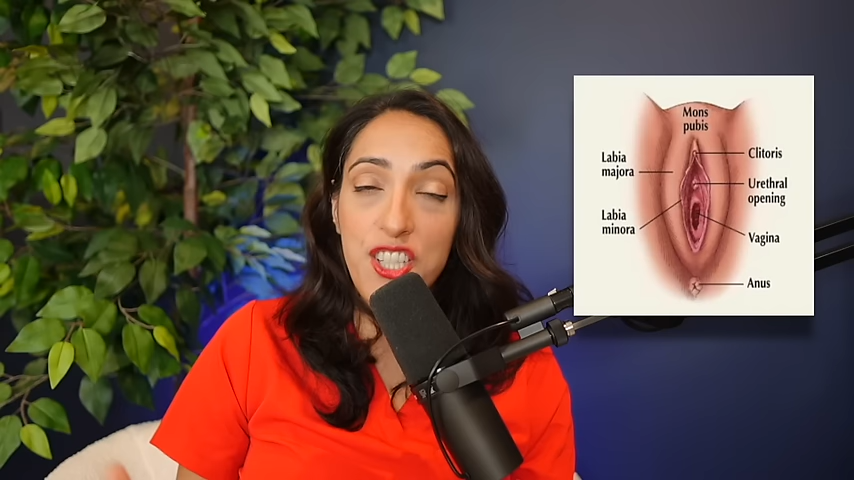 Mons
pubis
Labia
majora
Clitoris
Urethral
opening
Labia
minora
Vagina
Anus